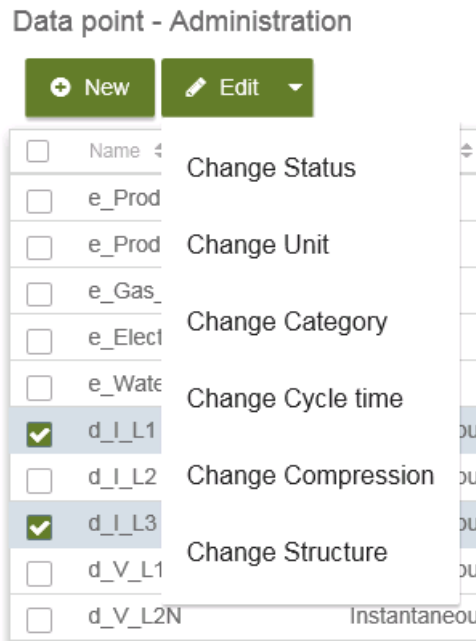 Data point - Administration
New Edit
Name
Change Status
e_Prod
Change Unit
e_Prod
e_Gas_
Change Category
e_Elect
e_Wate
Change Cycle time
d_I_L1
d_I_L2
Change Compression
d_I_L3
Change Structure
d_V_L1
d_V_L2N Instantaneou